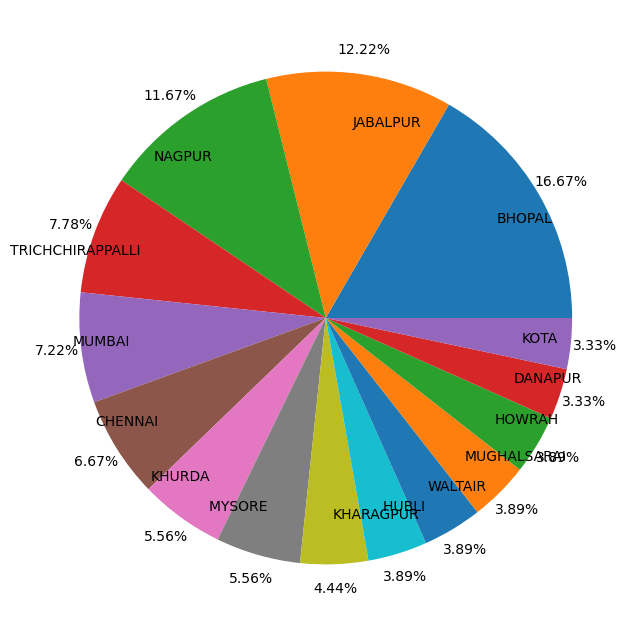 12.22%
11.67%
JABALPUR
NAGPUR
16.67%
BHOPAL
7.78%
TRICHCHIRAPPALLI
MUMBAI
7.22%
KOTA
3.33%
DANAPUR
3.33%
CHENNAI
HOWRAH
6.67%
MUGHALSARAI
3.89%
KHURDA
WALTAIR
MYSORE
HUBLI
KHARAGPUR
3.89%
5.56%
3.89%
5.56%
3.89%
4.44%